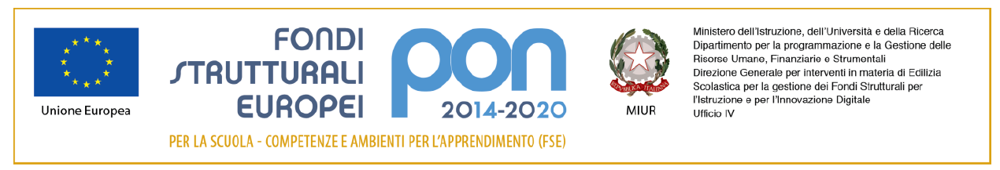 Unione Europea
FONDI
STRUTTURALI
EUROPEI
pon
2014-2020
PER LA SCUOLA - COMPETENZE E AMBIENTI PER L'APPRENDIMENTO (FSE)
REPVBBLICA ITALIANA
MIUR
Ministero dell'Istruzione, dell'Università e della Ricerca
Dipartimento per la programmazione e la Gestione delle
Risorse Umane, Finanziarie e Strumentali
Direzione Generale per interventi in materia di Edilizia
Scolastica per la gestione dei Fondi Strutturali per
l'Istruzione e per l'Innovazione Digitale
Ufficio IV